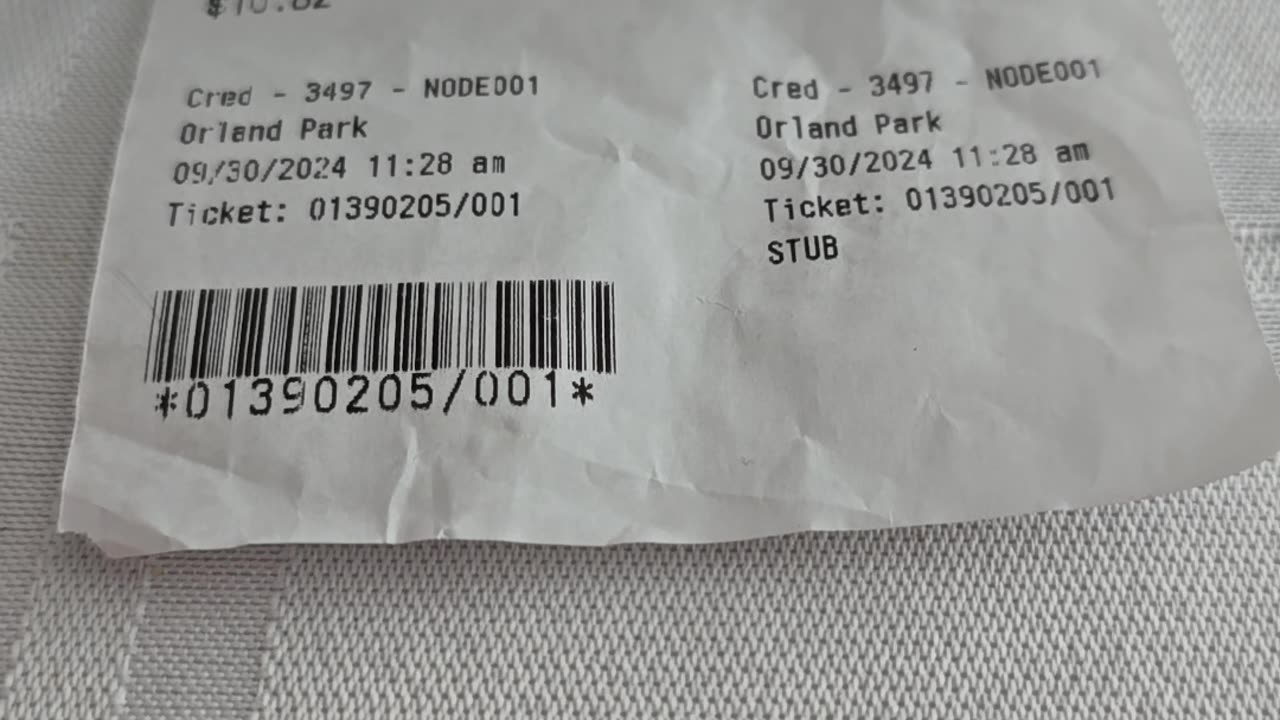 Cred - 3497 - NODE001
Orland Park
09/30/2024 11:28 am
Ticket: 01390205/001
*01390205/001*
Cred - 3497 - NODE001
Orland Park
09/30/2024 11:28 am
Ticket: 01390205/001
STUB